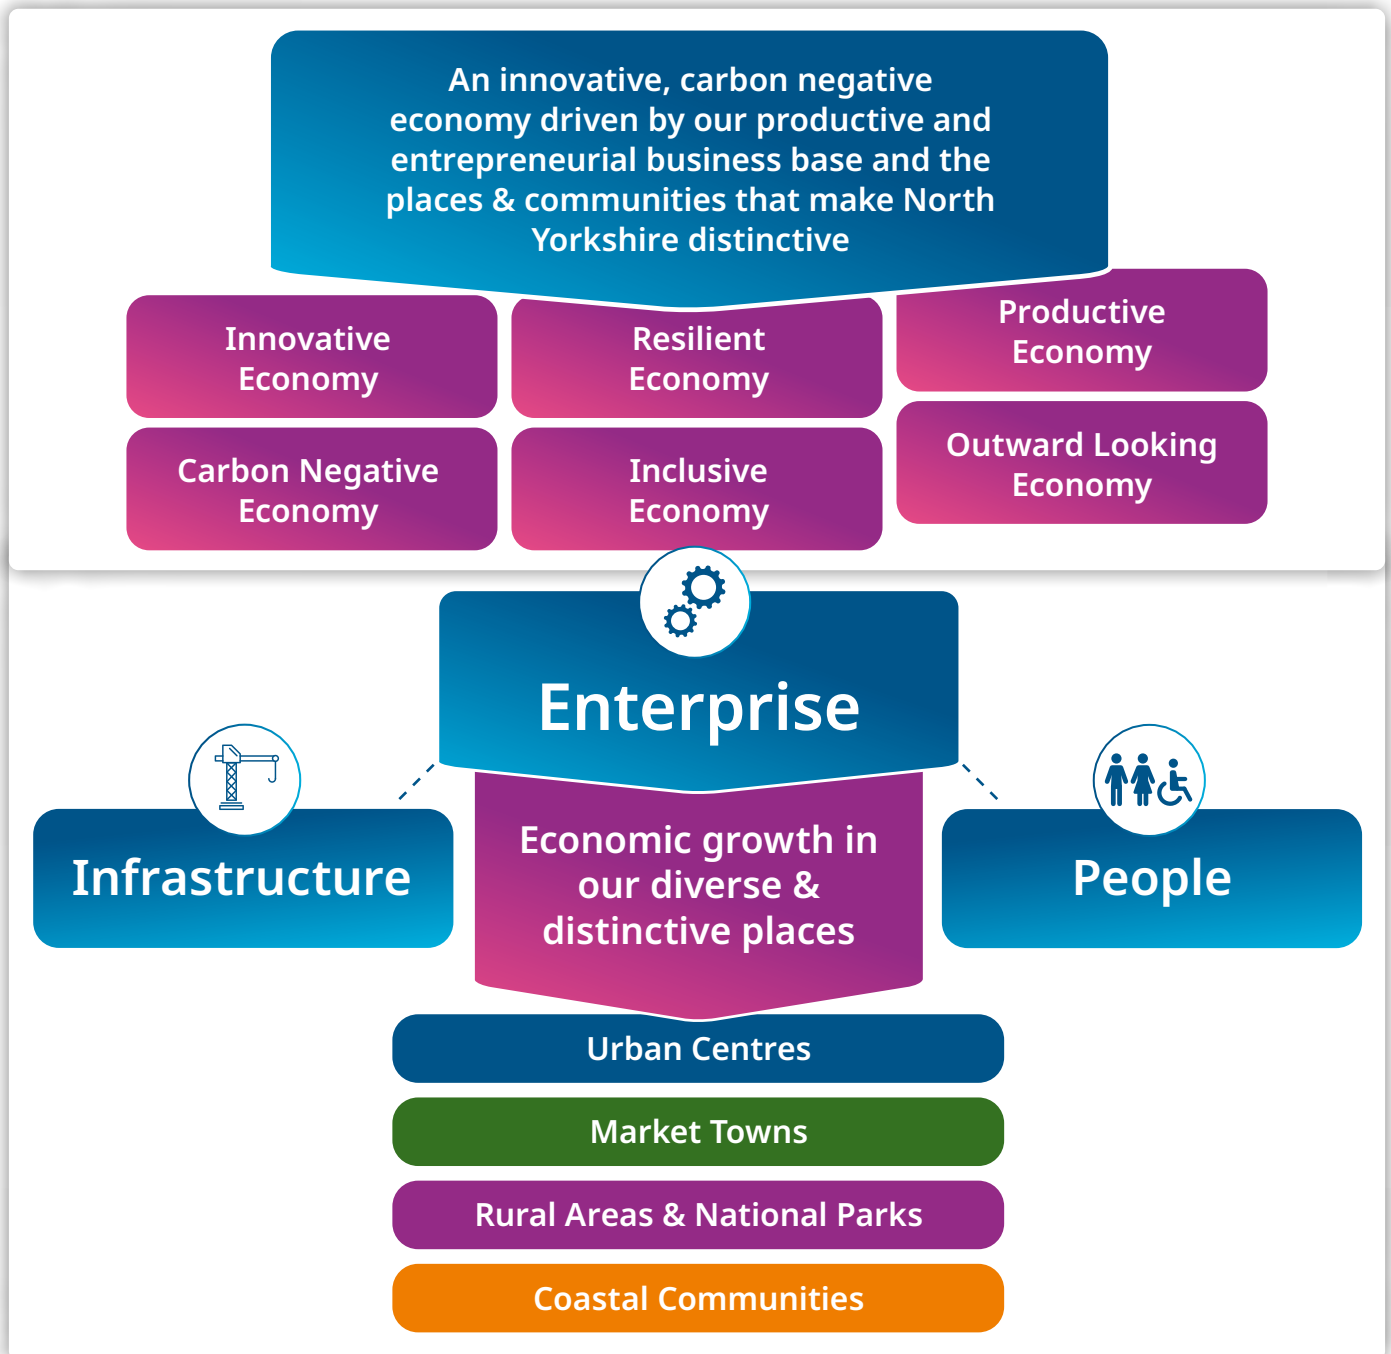 An innovative, carbon negative
economy driven by our productive and
entrepreneurial business base and the
places & communities that make North
Yorkshire distinctive
Innovative
Economy
Resilient
Economy
Productive
Economy
Carbon Negative
Economy
Inclusive
Economy
Outward Looking
Economy
Enterprise
Infrastructure
Economic growth in
our diverse &
distinctive places
People
Urban Centres
Market Towns
Rural Areas & National Parks
Coastal Communities